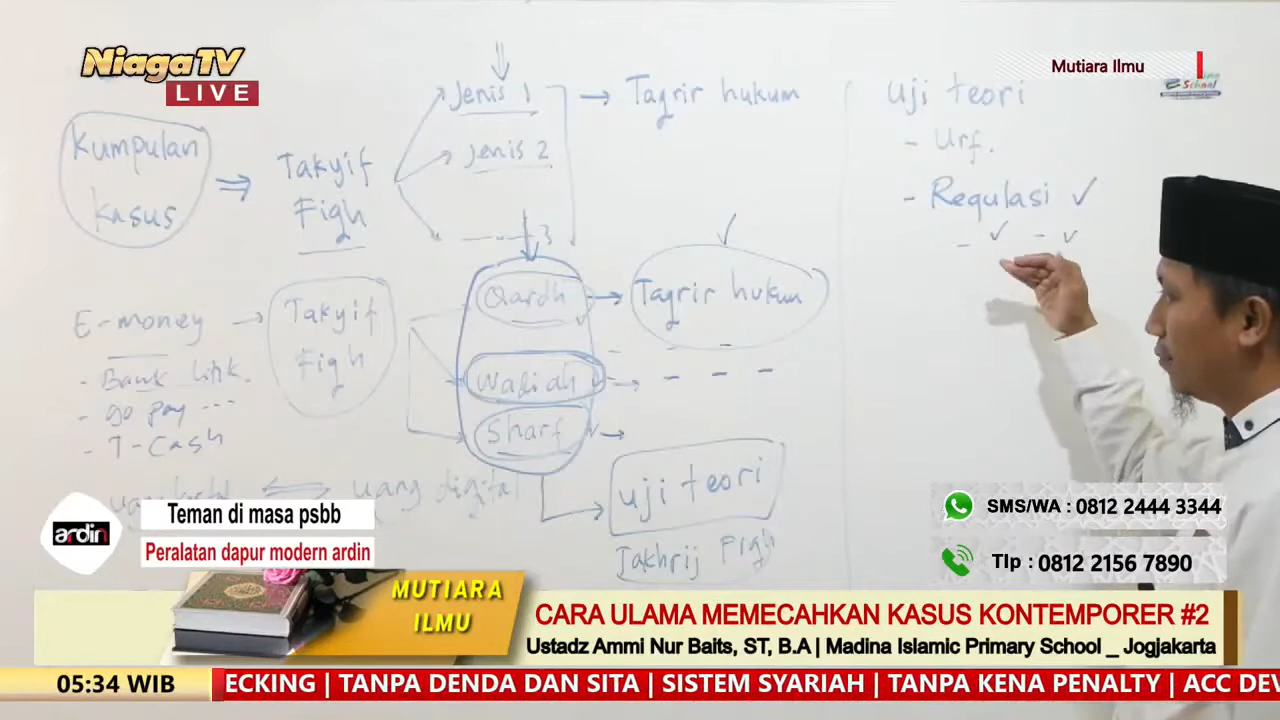 Niaga TV
LIVE
Mutiara Ilmu
School
Kumpulan
kasus
Takyif
Fiqh
Jenis 1
Jenis 2
3
Taqrir hukum
Uji teori
- Urf.
- Regulasi ✓
- ✓ - ✓
E-money
- Bank
- Go pay ...
- T-Cash
Takyif
Fiqh
Qardh
Wadiah
Sharf
Taqrir hukum
- - -
uang digital
uji teori
Takhrij Fiqh
ardin
Teman di masa psbb
Peralatan dapur modern ardin
SMS/WA : 0812 2444 3344
Tlp : 0812 2156 7890
MUTIARA
ILMU
CARA ULAMA MEMECAHKAN KASUS KONTEMPORER #2
Ustadz Ammi Nur Baits, ST, B.A | Madina Islamic Primary School _ Jogjakarta
05:34 WIB
ECKING | TANPA DENDA DAN SITA | SISTEM SYARIAH | TANPA KENA PENALTY | ACC DEV